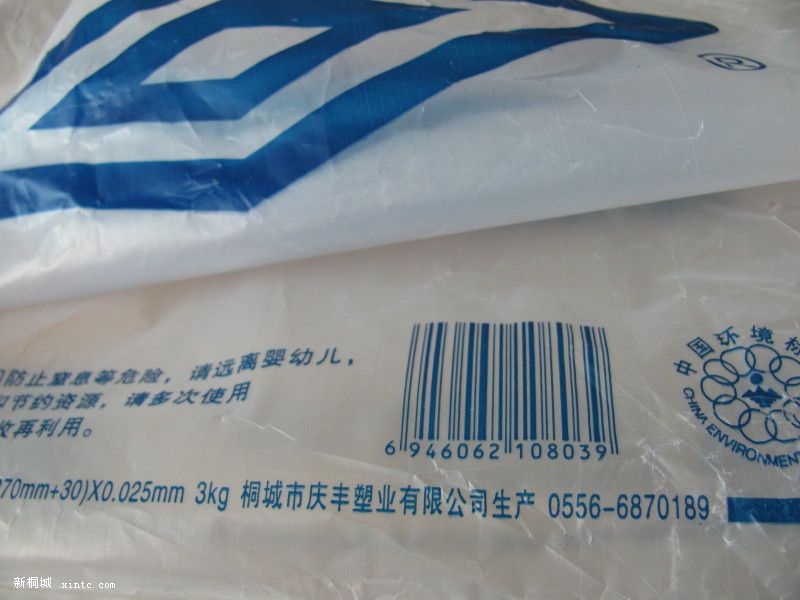 ®
防止窒息等危险，请远离婴幼儿，
节约资源，请多次使用
收再利用。
6 946062 108039
中国环境标
CHINA ENVIRONMENT
70mm+30)X0.025mm 3kg 桐城市庆丰塑业有限公司生产 0556-6870189
新桐城 xintc.com